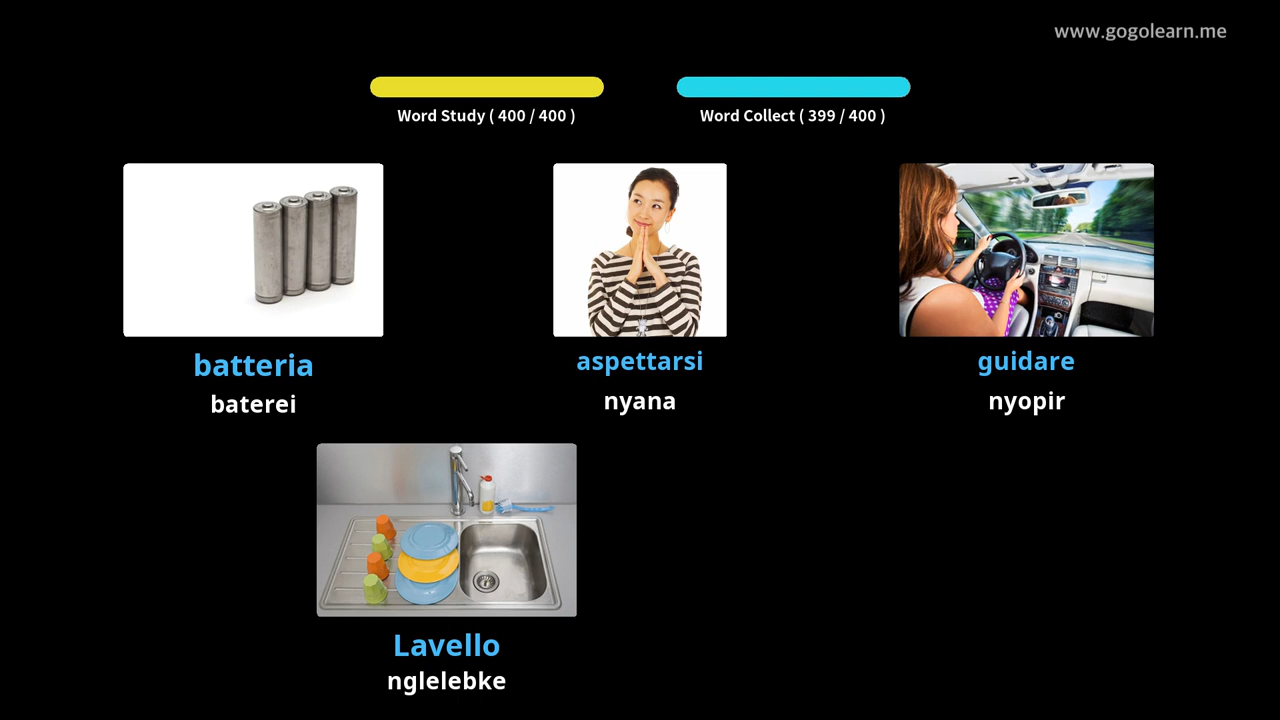 www.gogolearn.me
Word Study ( 400 / 400 )
Word Collect ( 399 / 400 )
batteria
baterei
aspettarsi
nyana
guidare
nyopir
Lavello
nglelebke